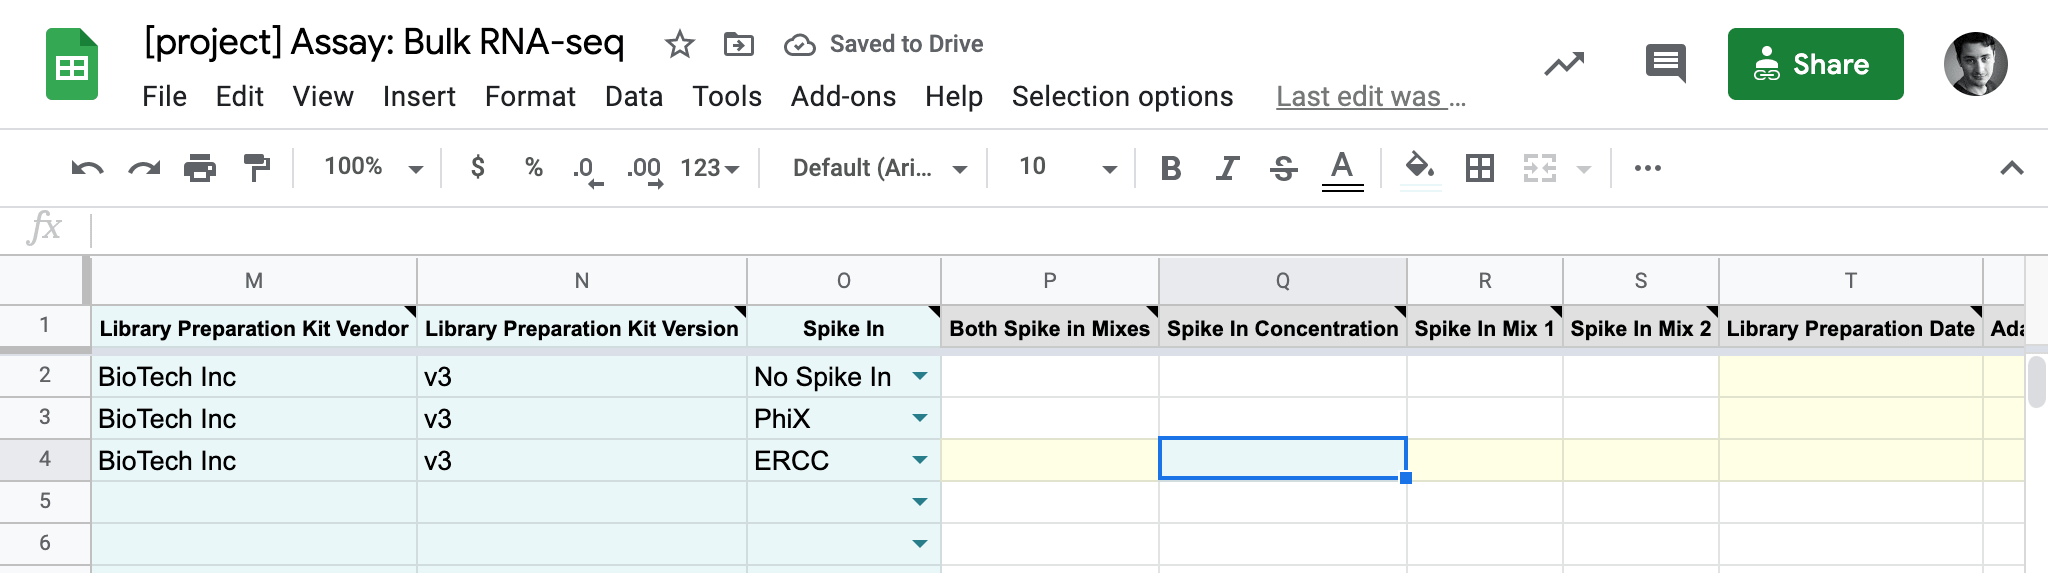 [project] Assay: Bulk RNA-seq Saved to Drive
File Edit View Insert Format Data Tools Add-ons Help Selection options Last edit was ...
Share
100% $ % .0 .00 123 Default (Ari... 10 B I S A
fx
M N O P Q R S T
1 Library Preparation Kit Vendor Library Preparation Kit Version Spike In Both Spike in Mixes Spike In Concentration Spike In Mix 1 Spike In Mix 2 Library Preparation Date Ada
2 BioTech Inc v3 No Spike In
3 BioTech Inc v3 PhiX
4 BioTech Inc v3 ERCC
5
6